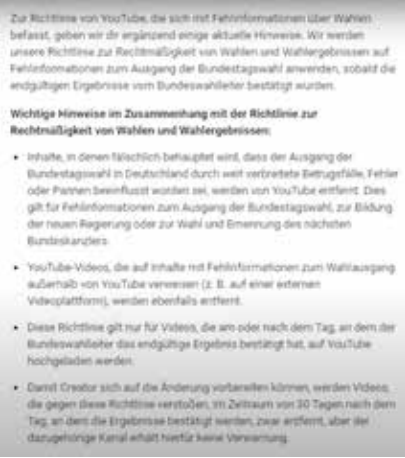 Zur Richtlinie von YouTube, die sich mit Fehlinformationen über Wahlen
befasst, geben wir dir ergänzend einige aktuelle Hinweise. Wir werden
unsere Richtlinie zur Rechtmäßigkeit von Wahlen und Wahlergebnissen auf
Fehlinformationen zum Ausgang der Bundestagswahl anwenden, sobald die
endgültigen Ergebnisse vom Bundeswahlleiter bestätigt wurden.
Wichtige Hinweise im Zusammenhang mit der Richtlinie zur
Rechtmäßigkeit von Wahlen und Wahlergebnissen:
• Inhalte, in denen fälschlich behauptet wird, dass der Ausgang der
Bundestagswahl in Deutschland durch weit verbreitete Betrugsfälle, Fehler
oder Pannen beeinflusst worden sei, werden von YouTube entfernt. Dies
gilt für Fehlinformationen zum Ausgang der Bundestagswahl, zur Bildung
der neuen Regierung oder zur Wahl und Ernennung des nächsten
Bundeskanzlers.
• YouTube-Videos, die auf Inhalte mit Fehlinformationen zum Wahlausgang
außerhalb von YouTube verweisen (z. B. auf einer externen
Videoplattform), werden ebenfalls entfernt.
• Diese Richtlinie gilt nur für Videos, die am oder nach dem Tag, an dem der
Bundeswahlleiter das endgültige Ergebnis bestätigt hat, auf YouTube
hochgeladen werden.
• Damit Creator sich auf die Änderung vorbereiten können, werden Videos,
die gegen diese Richtlinie verstoßen, im Zeitraum von 30 Tagen nach dem
Tag, an dem die Ergebnisse bestätigt werden, zwar entfernt, aber der
dazugehörige Kanal erhält hierfür keine Verwarnung.